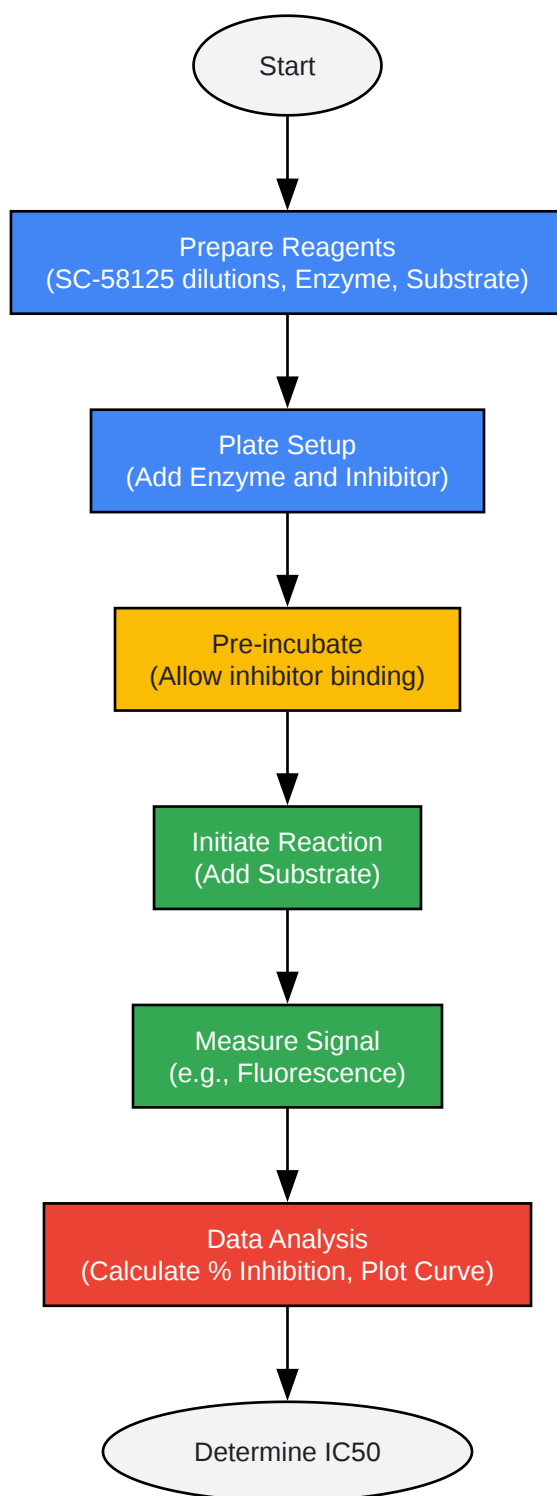 Start
Prepare Reagents
(SC-58125 dilutions, Enzyme, Substrate)
Plate Setup
(Add Enzyme and Inhibitor)
Pre-incubate
(Allow inhibitor binding)
Initiate Reaction
(Add Substrate)
Measure Signal
(e.g., Fluorescence)
Data Analysis
(Calculate % Inhibition, Plot Curve)
Determine IC50